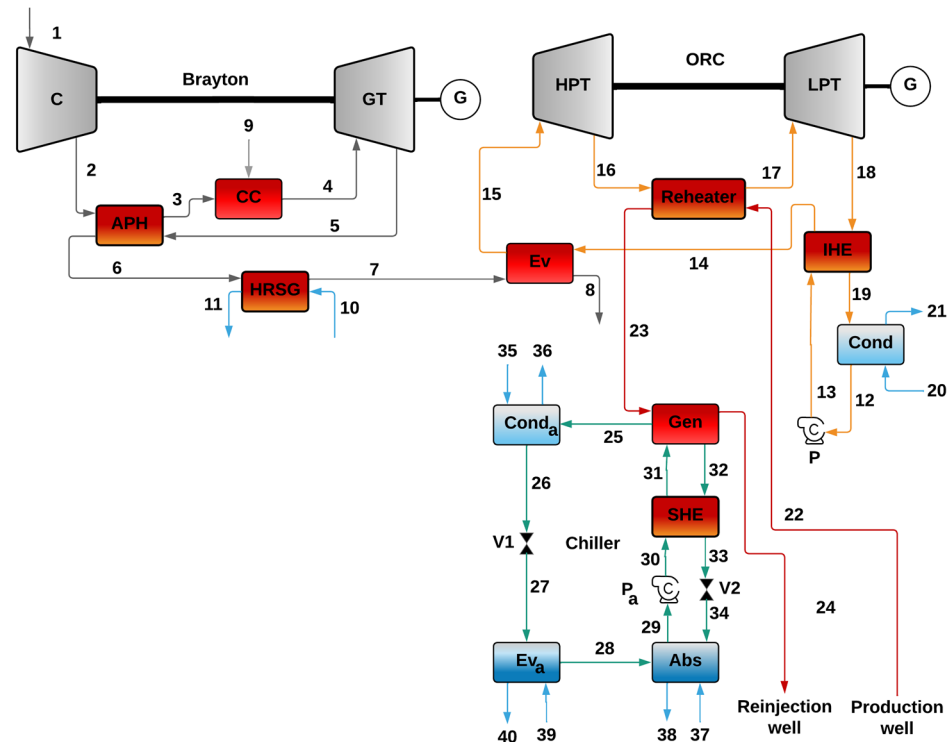 1
Brayton
ORC
C
GT
G
HPT
LPT
G
9
2
3
CC
4
16
17
18
15
Reheater
APH
5
6
7
Ev
14
IHE
HRSG
8
11
10
19
21
23
Cond
35
36
13
12
20
Cond a
25
Gen
C
P
31
32
26
SHE
22
V1
Chiller
30
33
P a
C
V2
27
29
34
24
28
Ev a
Abs
Reinjection
well
Production
well
40
39
38
37